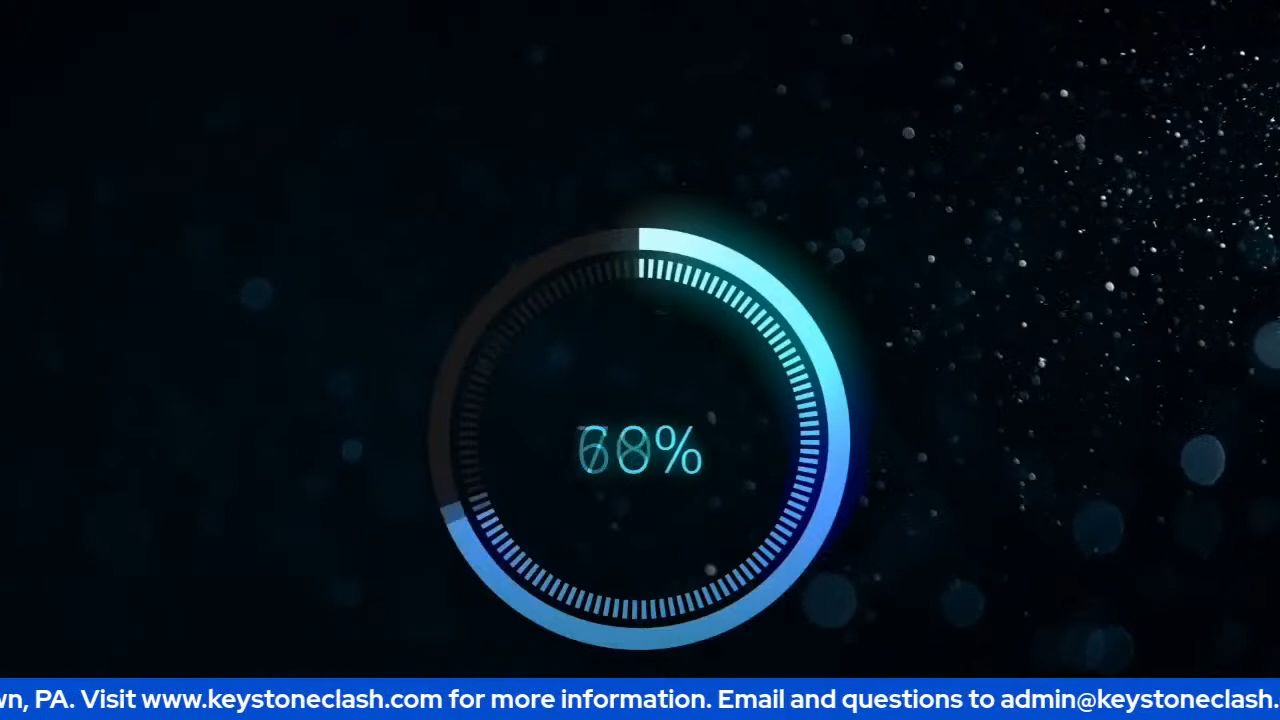 wn, PA. Visit www.keystoneclash.com for more information. Email and questions to admin@keystoneclash.